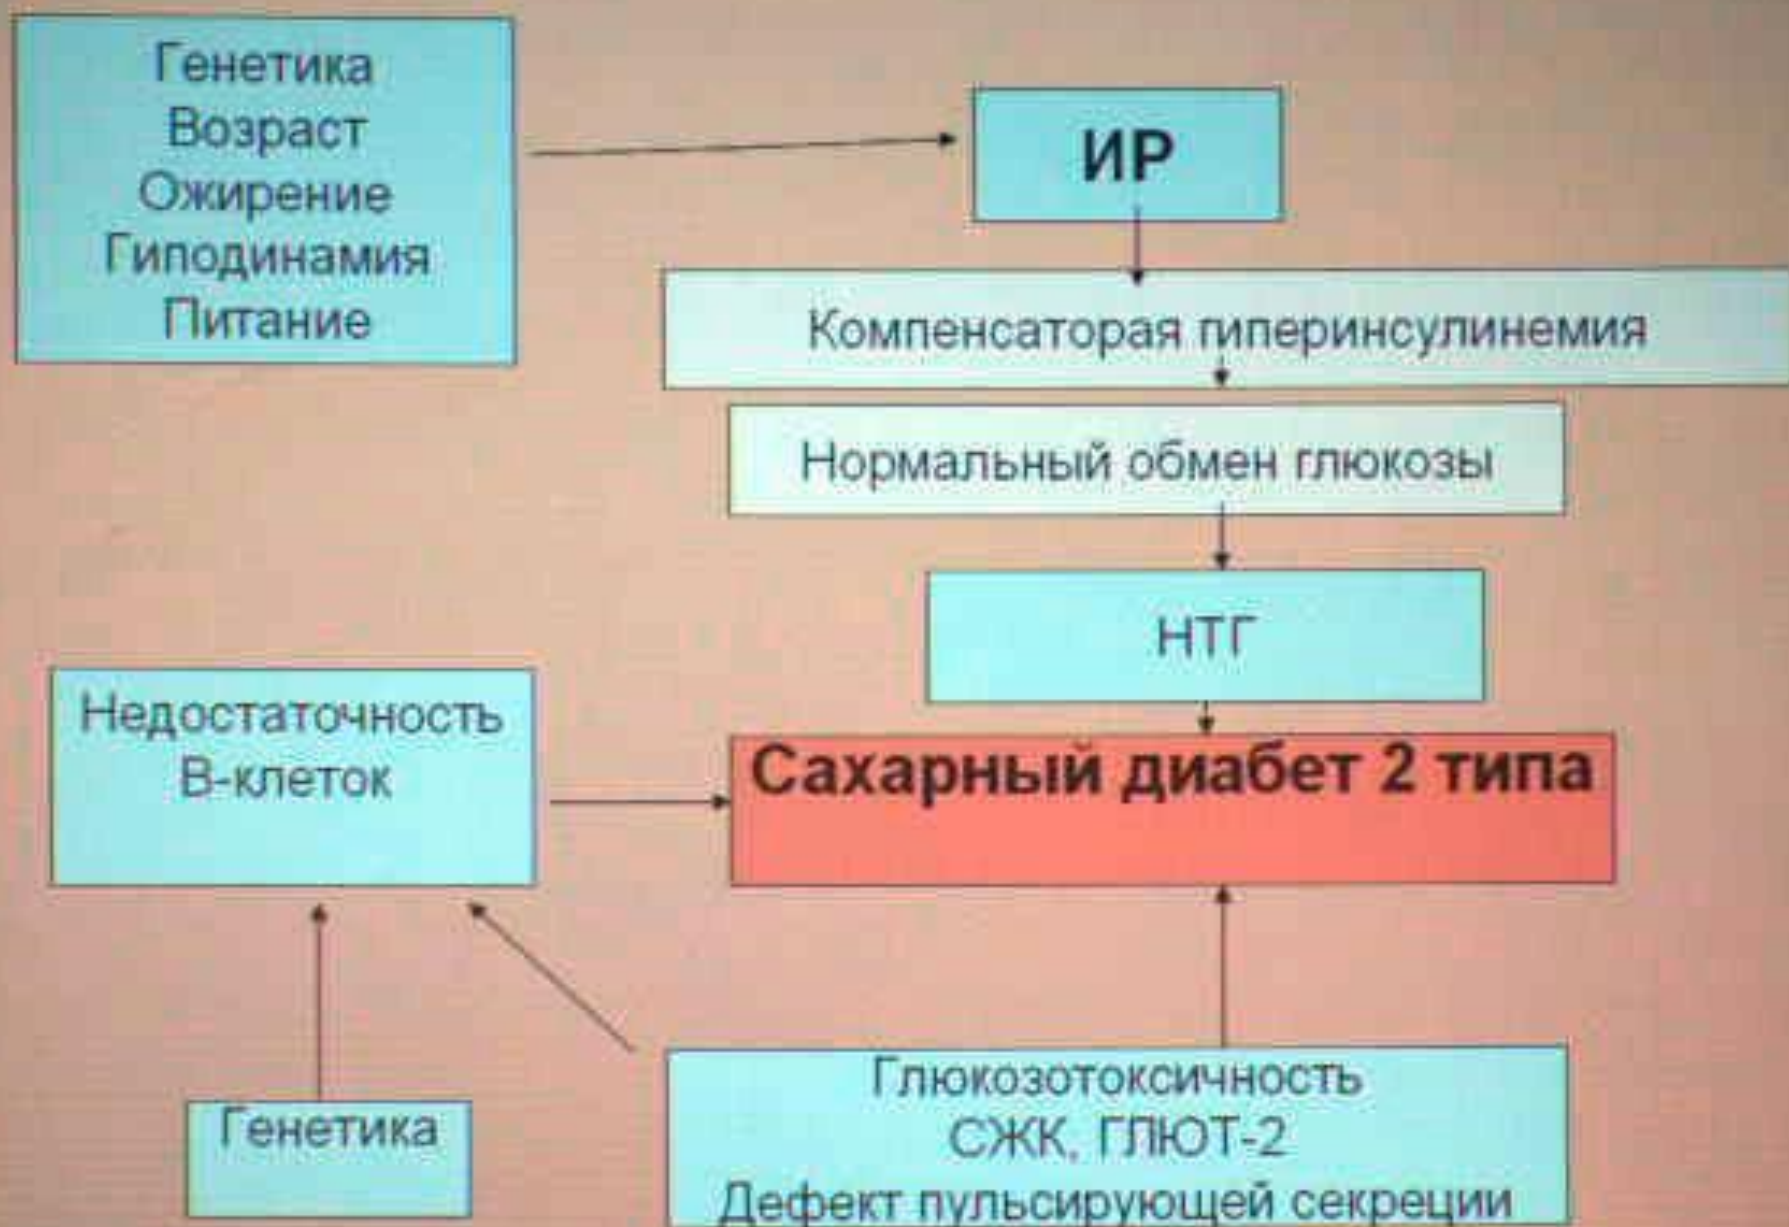 Генетика
Возраст
Ожирение
Гиподинамия
Питание
ИР
Компенсаторая гиперинсулинемия
Нормальный обмен глюкозы
НТГ
Недостаточность
В-клеток
Сахарный диабет 2 типа
Генетика
Глюкозотоксичность
СЖК, ГЛЮТ-2
Дефект пульсирующей секреции